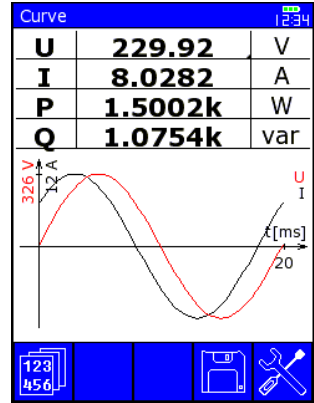 Curve 12:34
U 229.92 V
I 8.0282 A
P 1.5002k W
Q 1.0754k var
326 V
12 A
U
I
t[ms]
20
123
456